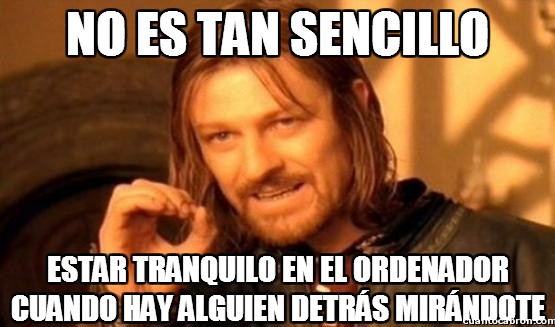 NO ES TAN SENCILLO
ESTAR TRANQUILO EN EL ORDENADOR
CUANDO HAY ALGUIEN DETRÁS MIRÁNDOTE
cuantocabron.com